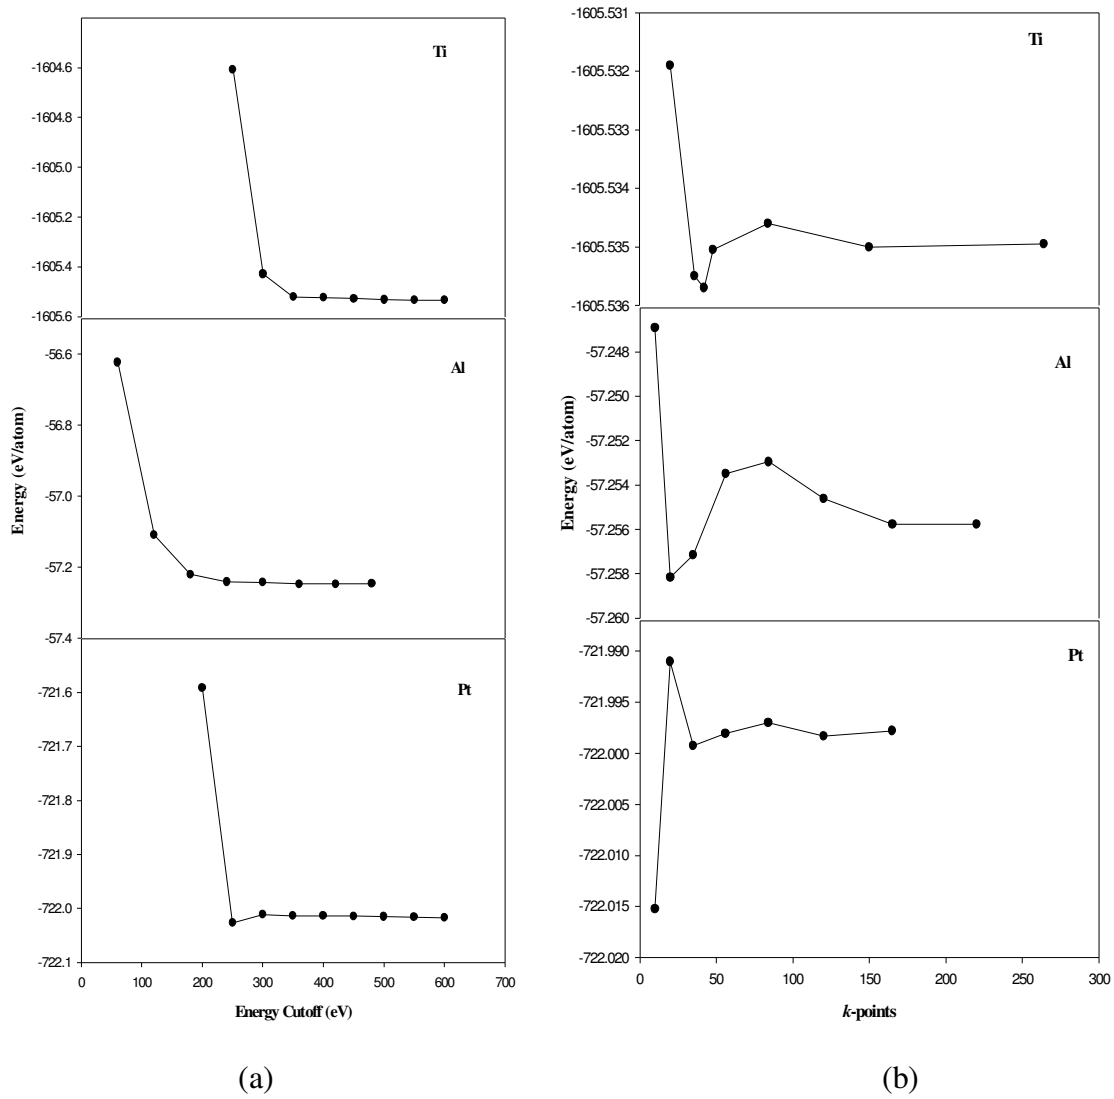 Ti
-1604.6
-1604.8
-1605.0
-1605.2
-1605.4
-1605.6
Al
-56.6
-56.8
-57.0
-57.2
-57.4
Pt
-721.6
-721.7
-721.8
-721.9
-722.0
-722.1
0 100 200 300 400 500 600 700
Energy (eV/atom)
Energy Cutoff (eV)
(a)
Ti
-1605.531
-1605.532
-1605.533
-1605.534
-1605.535
-1605.536
Al
-57.248
-57.250
-57.252
-57.254
-57.256
-57.258
-57.260
Pt
-721.990
-721.995
-722.000
-722.005
-722.010
-722.015
-722.020
0 50 100 150 200 250 300
Energy (eV/atom)
k-points
(b)